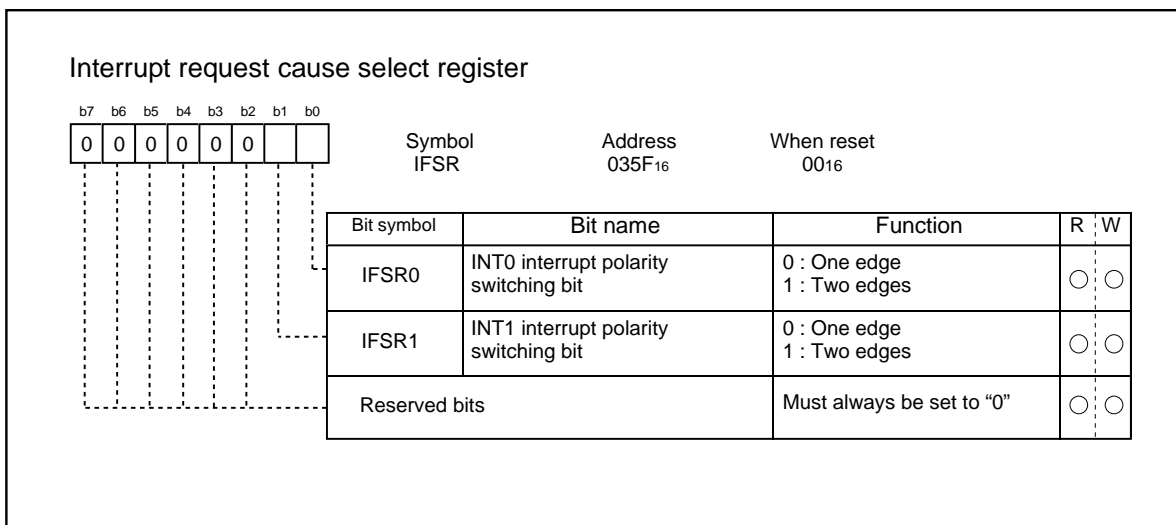 Interrupt request cause select register
b7 b6 b5 b4 b3 b2 b1 b0
0 0 0 0 0 0
Symbol Address When reset
IFSR 035F16 0016
Bit symbol Bit name Function R W
IFSR0 INT0 interrupt polarity switching bit 0 : One edge
1 : Two edges
IFSR1 INT1 interrupt polarity switching bit 0 : One edge
1 : Two edges
Reserved bits Must always be set to “0”